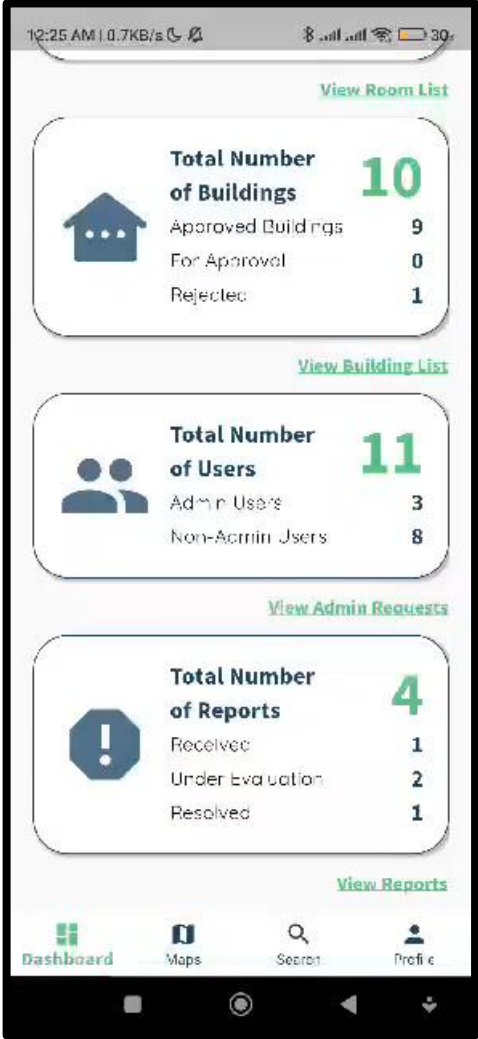 12:25 AM | 0.7KB/s
30
View Room List
Total Number
of Buildings
10
Approved Buildings 9
For Approval 0
Rejected 1
View Building List
Total Number
of Users
11
Admin Users 3
Non-Admin Users 8
View Admin Requests
Total Number
of Reports
4
Received 1
Under Evaluation 2
Resolved 1
View Reports
Dashboard Maps Search Profile